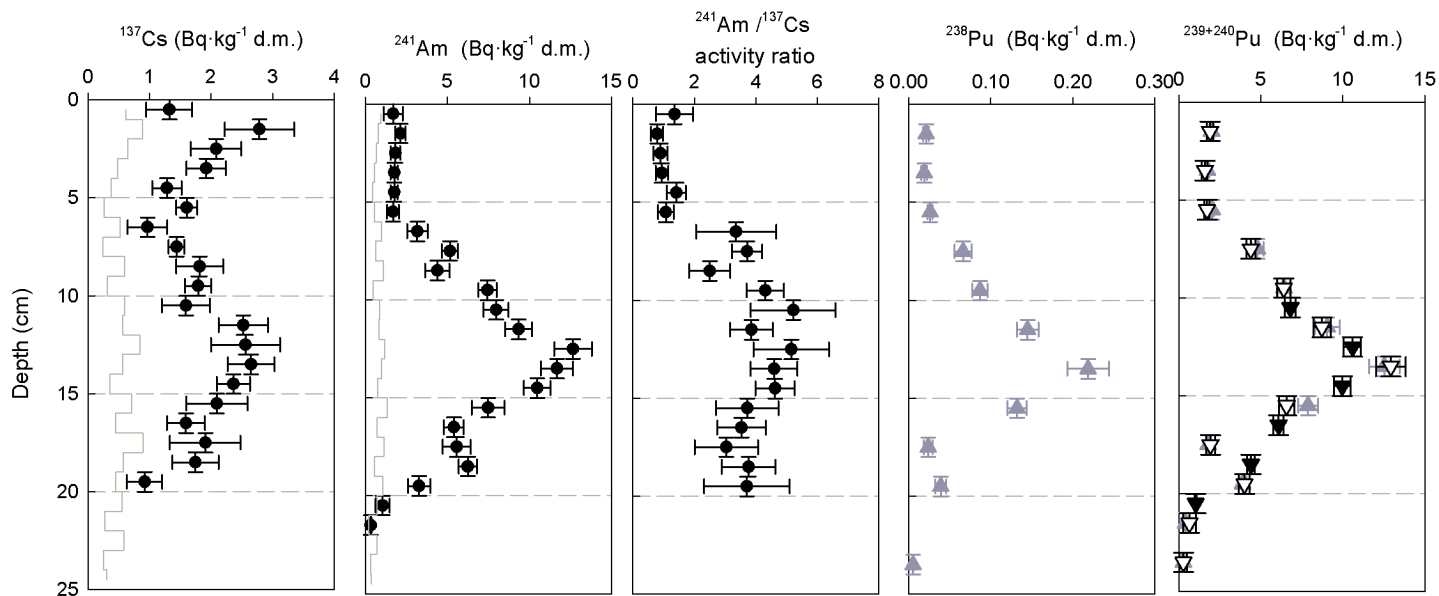 ¹³⁷Cs (Bq·kg⁻¹ d.m.)
²⁴¹Am (Bq·kg⁻¹ d.m.)
²⁴¹Am /¹³⁷Cs
activity ratio
²³⁸Pu (Bq·kg⁻¹ d.m.)
²³⁹⁺²⁴⁰Pu (Bq·kg⁻¹ d.m.)
0 1 2 3 4
0 5 10 15
0 2 4 6 8
0.00 0.10 0.20 0.30
0 5 10 15
Depth (cm)
0
5
10
15
20
25